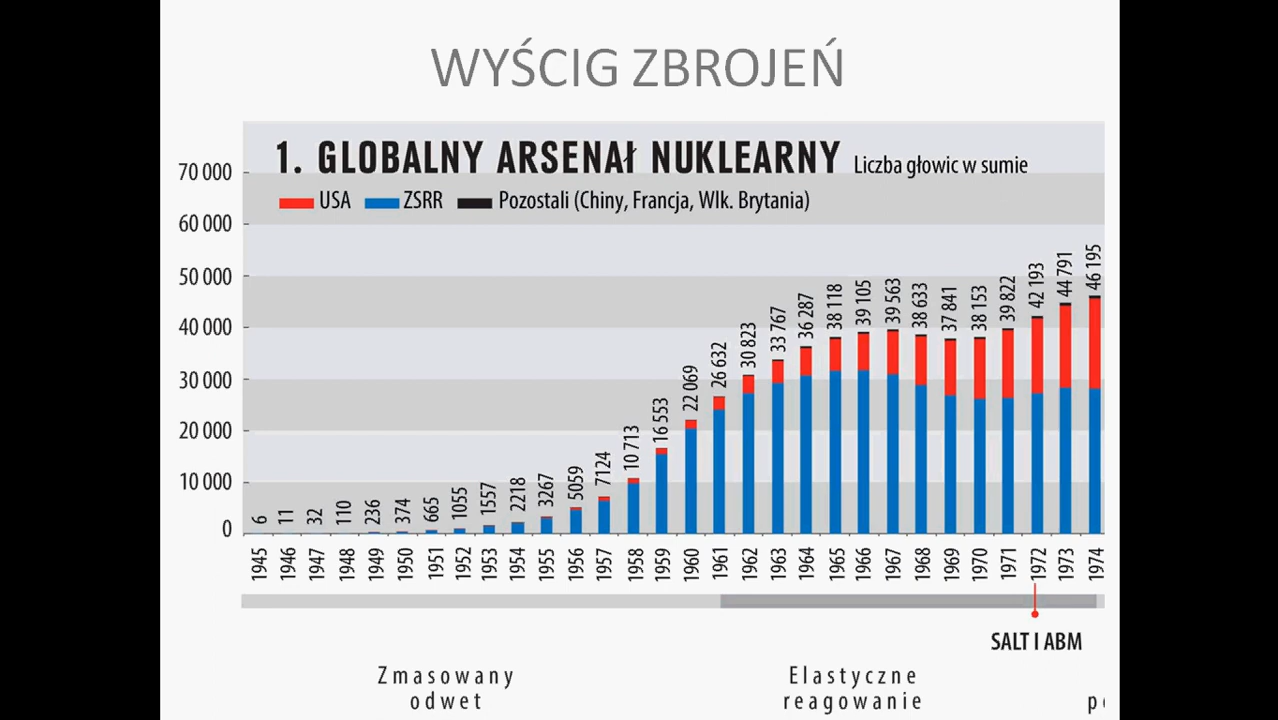 WYŚCIG ZBROJEŃ
1. GLOBALNY ARSENAł NUKLEARNY Liczba głowic w sumie
USA ZSRR Pozostali (Chiny, Francja, Wlk. Brytania)
70 000
60 000
50 000
40 000
30 000
20 000
10 000
0
6 11 32 110 236 374 665 1055 1557 2218 3267 5059 7124 10 713 16 553 22 069 26 632 30 823 33 767 36 287 38 118 39 105 39 563 38 633 37 841 38 153 39 822 42 193 44 791 46 195
1945 1946 1947 1948 1949 1950 1951 1952 1953 1954 1955 1956 1957 1958 1959 1960 1961 1962 1963 1964 1965 1966 1967 1968 1969 1970 1971 1972 1973 1974
SALT I ABM
Zmasowany
odwet
Elastyczne
reagowanie